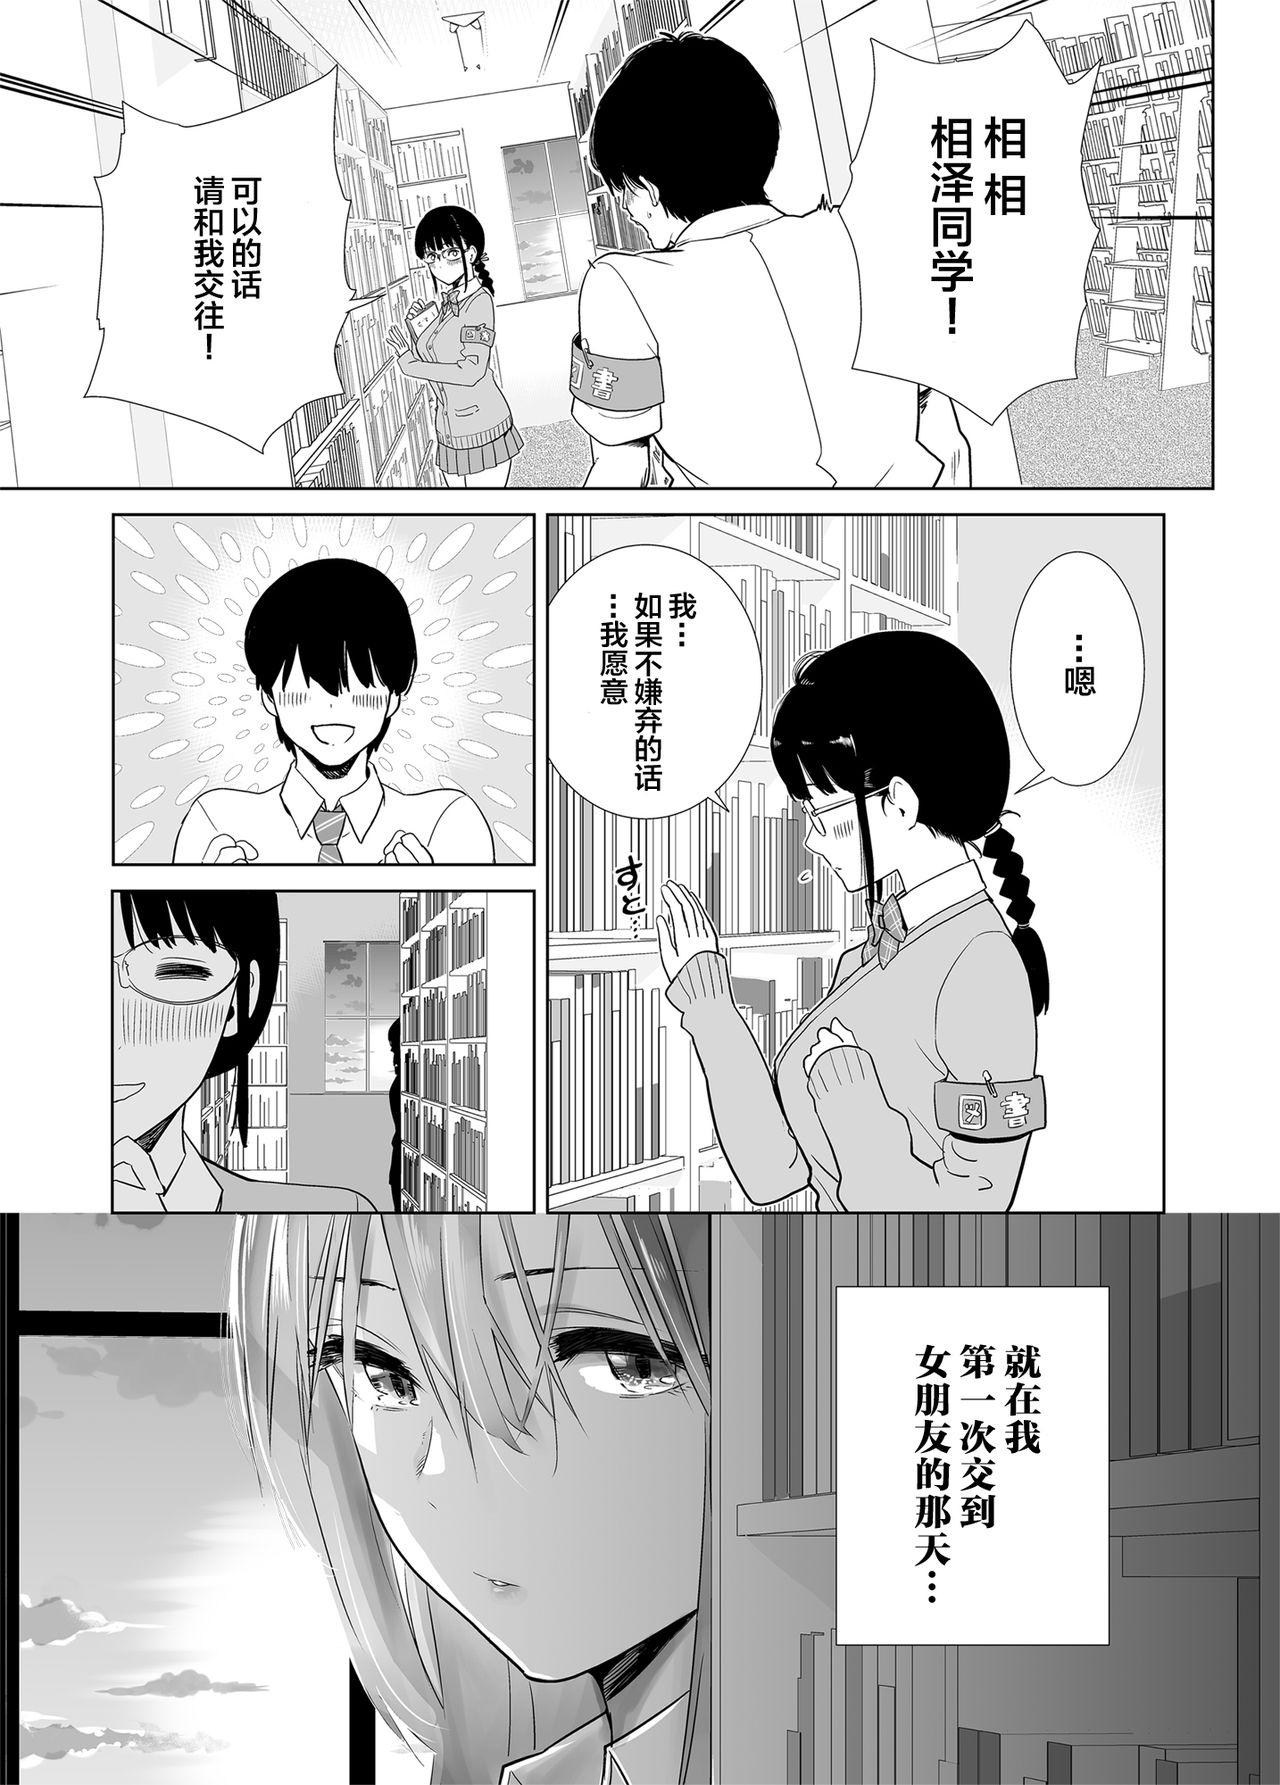 相相
相泽同学！
可以的话
请和我交往！
図書
図書
…嗯
我…
如果不嫌弃的话
…我愿意
すと…
図書
就在我
第一次交到
女朋友的那天…